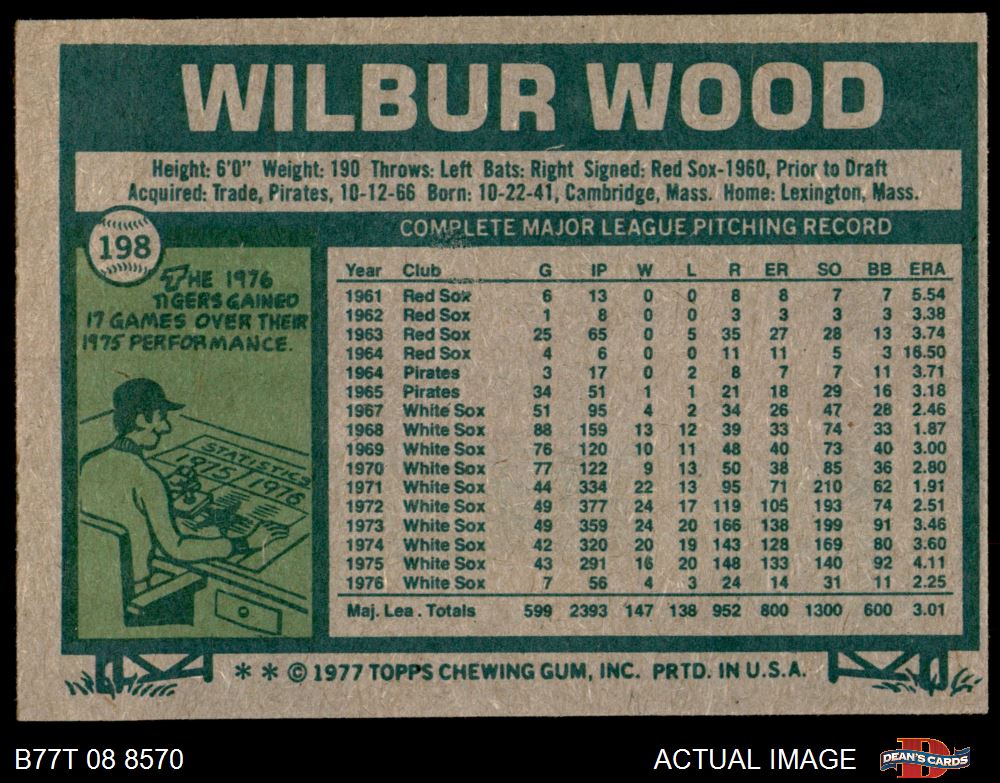 WILBUR WOOD
Height: 6'0" Weight: 190 Throws: Left Bats: Right Signed: Red Sox-1960, Prior to Draft
Acquired: Trade, Pirates, 10-12-66 Born: 10-22-41, Cambridge, Mass. Home: Lexington, Mass.
198
THE 1976
TIGERS GAINED
17 GAMES OVER THEIR
1975 PERFORMANCE.
STATISTICS
1975 1976
COMPLETE MAJOR LEAGUE PITCHING RECORD
Year Club G IP W L R ER SO BB ERA
1961 Red Sox 6 13 0 0 8 8 7 7 5.54
1962 Red Sox 1 8 0 0 3 3 3 3 3.38
1963 Red Sox 25 65 0 5 35 27 28 13 3.74
1964 Red Sox 4 6 0 0 11 11 5 3 16.50
1964 Pirates 3 17 0 2 8 7 7 11 3.71
1965 Pirates 34 51 1 1 21 18 29 16 3.18
1967 White Sox 51 95 4 2 34 26 47 28 2.46
1968 White Sox 88 159 13 12 39 33 74 33 1.87
1969 White Sox 76 120 10 11 48 40 73 40 3.00
1970 White Sox 77 122 9 13 50 38 85 36 2.80
1971 White Sox 44 334 22 13 95 71 210 62 1.91
1972 White Sox 49 377 24 17 119 105 193 74 2.51
1973 White Sox 49 359 24 20 166 138 199 91 3.46
1974 White Sox 42 320 20 19 143 128 169 80 3.60
1975 White Sox 43 291 16 20 148 133 140 92 4.11
1976 White Sox 7 56 4 3 24 14 31 11 2.25
Maj. Lea. Totals 599 2393 147 138 952 800 1300 600 3.01
* * © 1977 TOPPS CHEWING GUM, INC. PRTD. IN U.S.A.
B77T 08 8570
ACTUAL IMAGE
DEAN'S CARDS